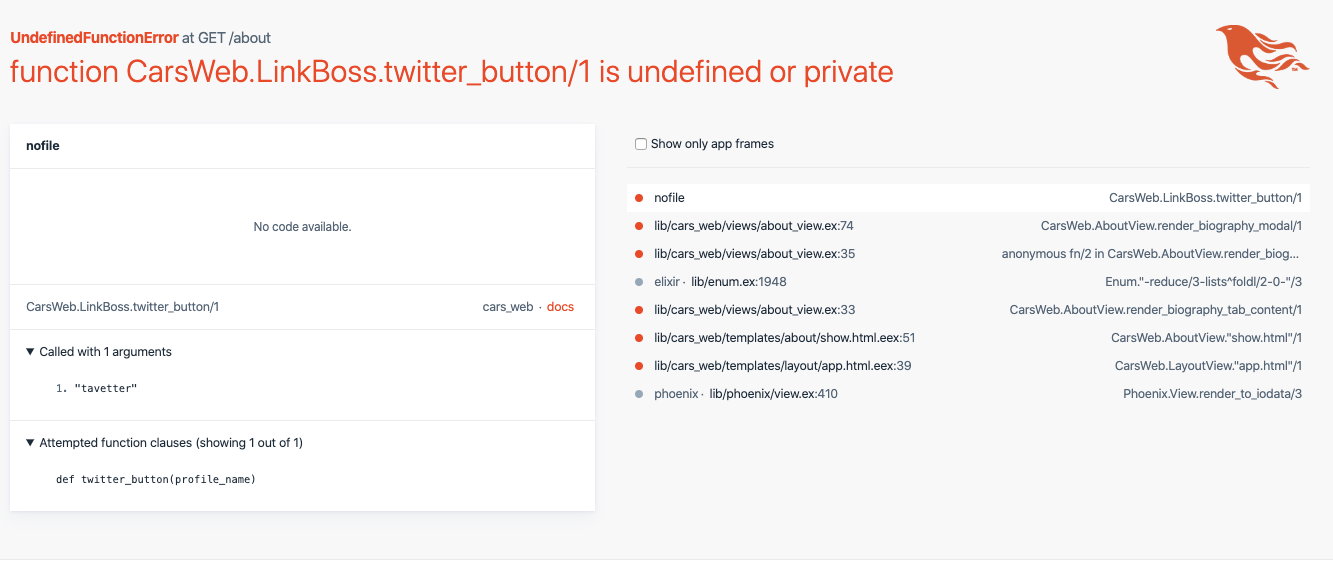 UndefinedFunctionError at GET /about
function CarsWeb.LinkBoss.twitter_button/1 is undefined or private
nofile
No code available.
CarsWeb.LinkBoss.twitter_button/1 cars_web · docs
▼ Called with 1 arguments
1. "tavetter"
▼ Attempted function clauses (showing 1 out of 1)
def twitter_button(profile_name)
Show only app frames
nofile CarsWeb.LinkBoss.twitter_button/1
lib/cars_web/views/about_view.ex:74 CarsWeb.AboutView.render_biography_modal/1
lib/cars_web/views/about_view.ex:35 anonymous fn/2 in CarsWeb.AboutView.render_biog...
elixir · lib/enum.ex:1948 Enum."-reduce/3-lists^foldl/2-0-"/3
lib/cars_web/views/about_view.ex:33 CarsWeb.AboutView.render_biography_tab_content/1
lib/cars_web/templates/about/show.html.eex:51 CarsWeb.AboutView."show.html"/1
lib/cars_web/templates/layout/app.html.eex:39 CarsWeb.LayoutView."app.html"/1
phoenix · lib/phoenix/view.ex:410 Phoenix.View.render_to_iodata/3